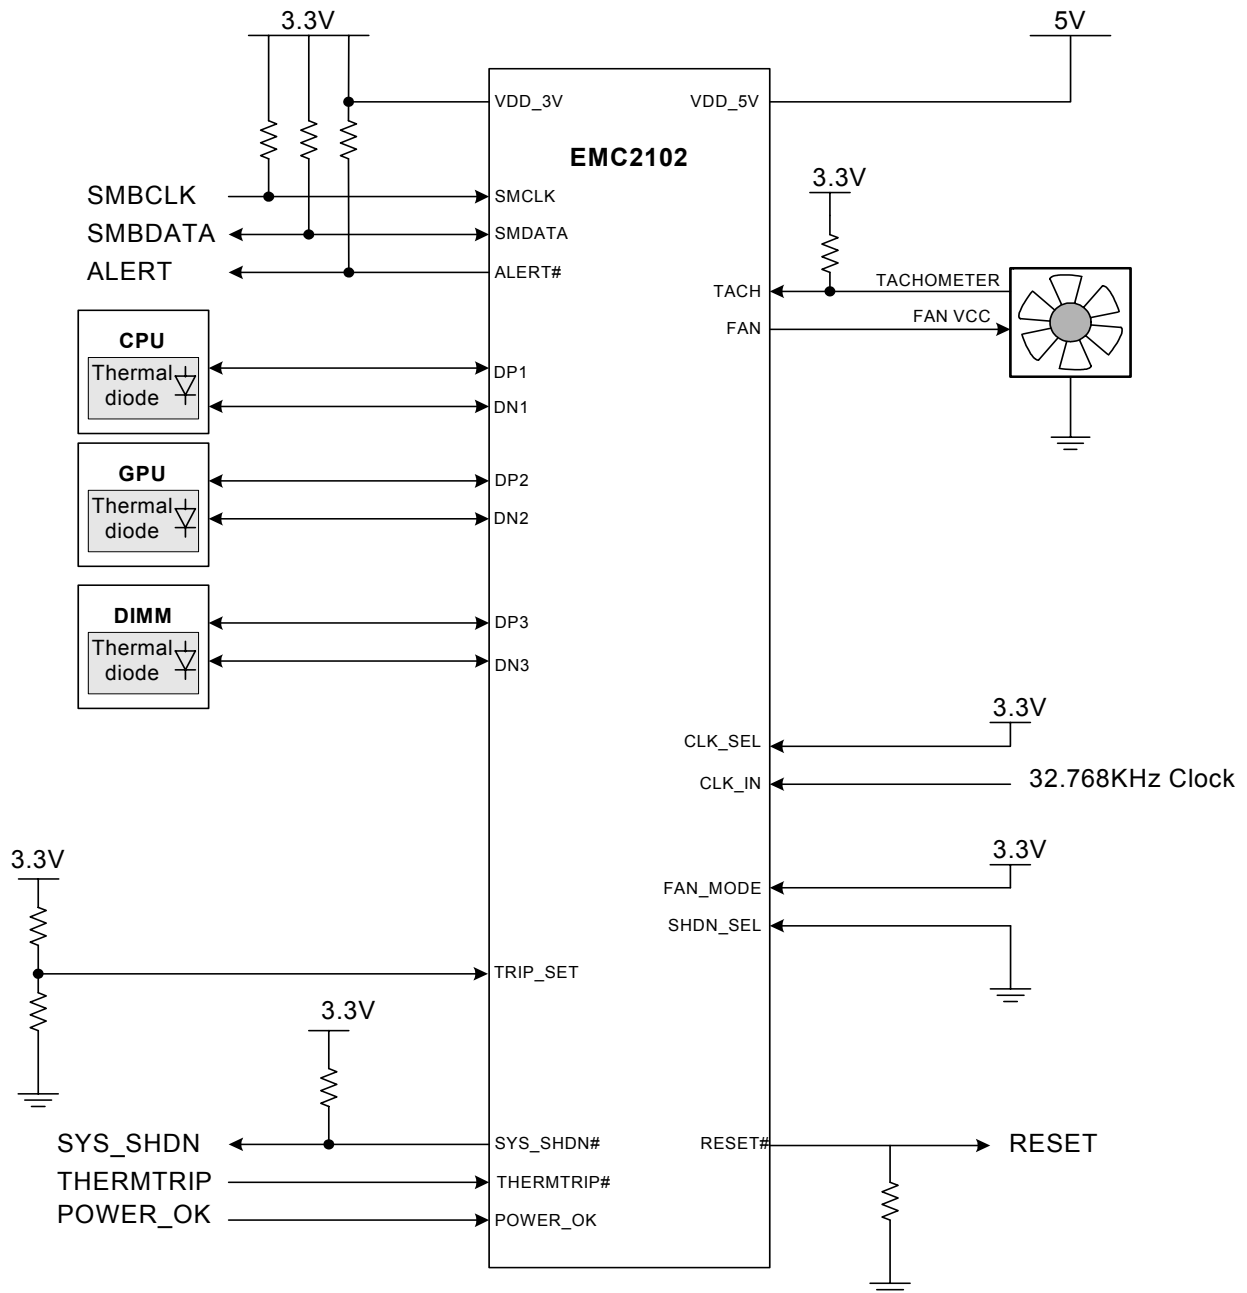 3.3V
5V
VDD_3V
VDD_5V
EMC2102
3.3V
SMBCLK
SMCLK
SMBDATA
SMDATA
ALERT
ALERT#
TACH
TACHOMETER
FAN
FAN VCC
CPU
Thermal
diode
DP1
DN1
GPU
Thermal
diode
DP2
DN2
DIMM
Thermal
diode
DP3
DN3
3.3V
CLK_SEL
CLK_IN
32.768KHz Clock
3.3V
3.3V
FAN_MODE
SHDN_SEL
TRIP_SET
3.3V
SYS_SHDN
SYS_SHDN#
RESET#
RESET
THERMTRIP
THERMTRIP#
POWER_OK
POWER_OK